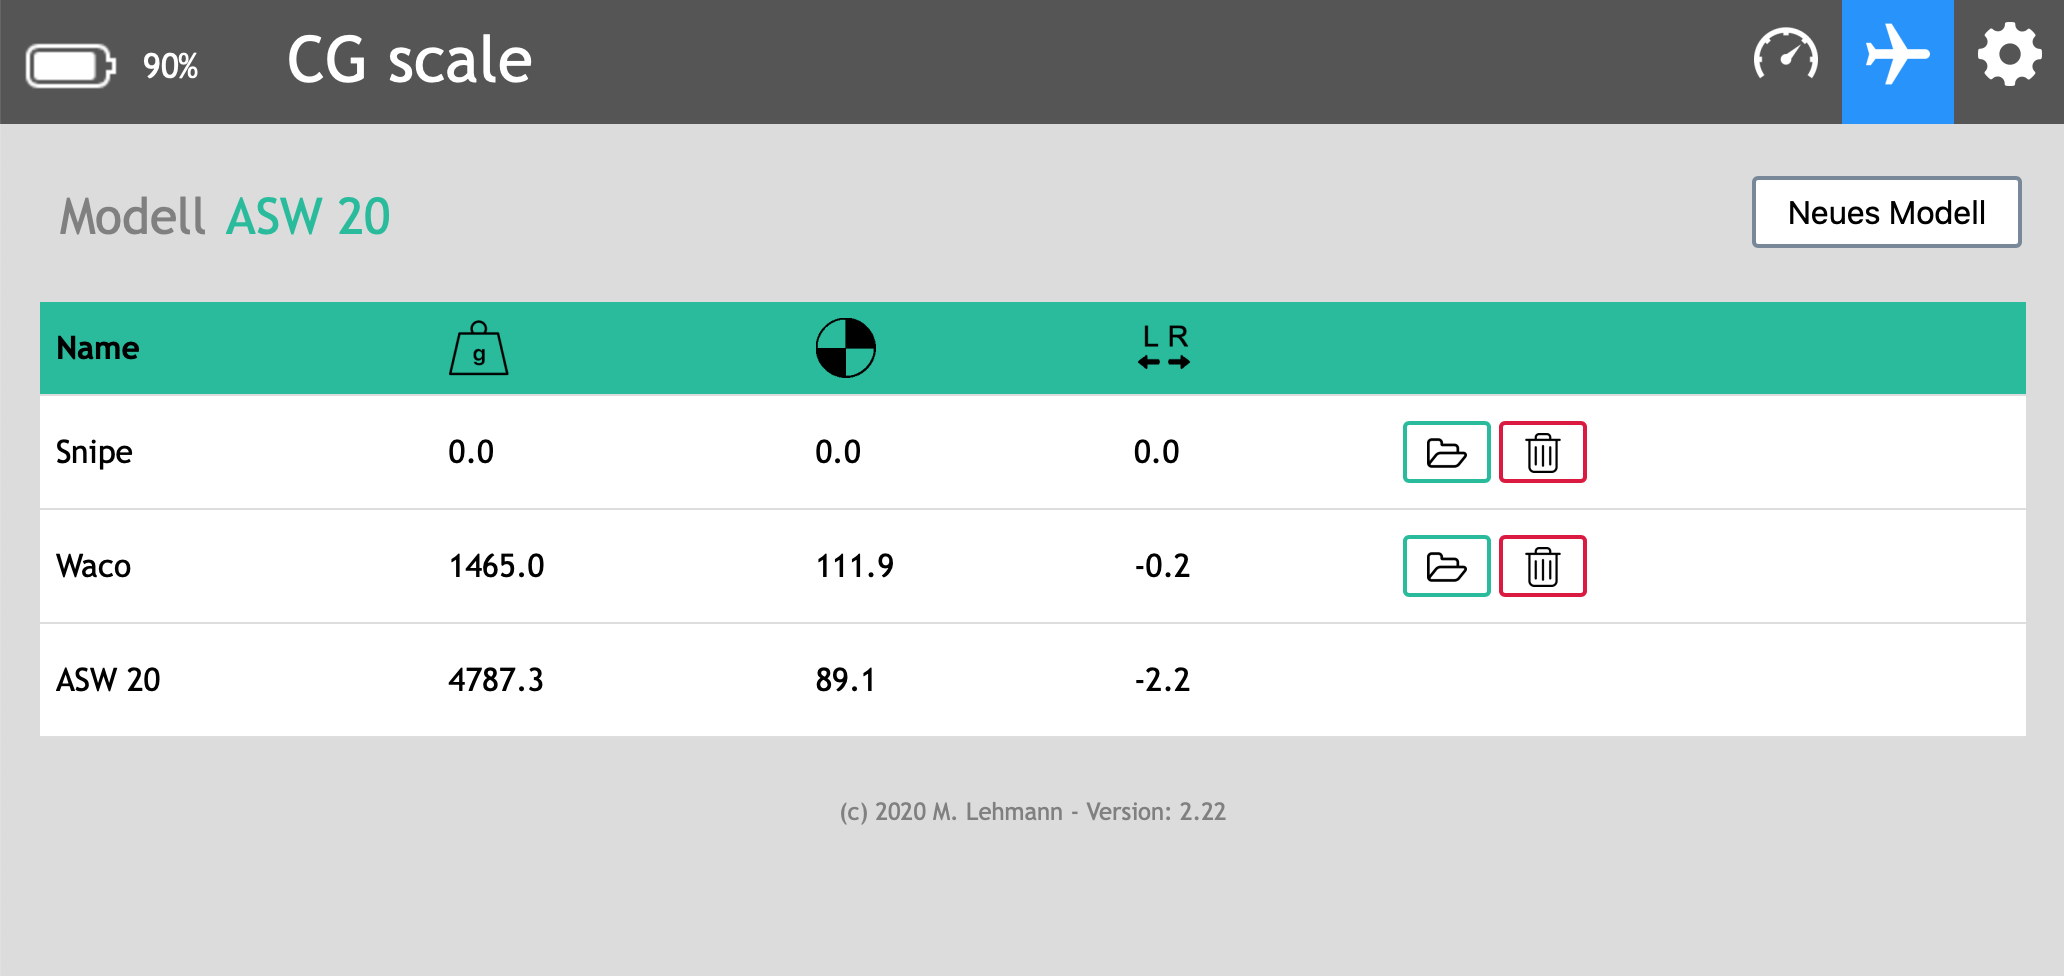 90% CG scale
Modell ASW 20 Neues Modell
Name g L R
Snipe 0.0 0.0 0.0
Waco 1465.0 111.9 -0.2
ASW 20 4787.3 89.1 -2.2
(c) 2020 M. Lehmann - Version: 2.22